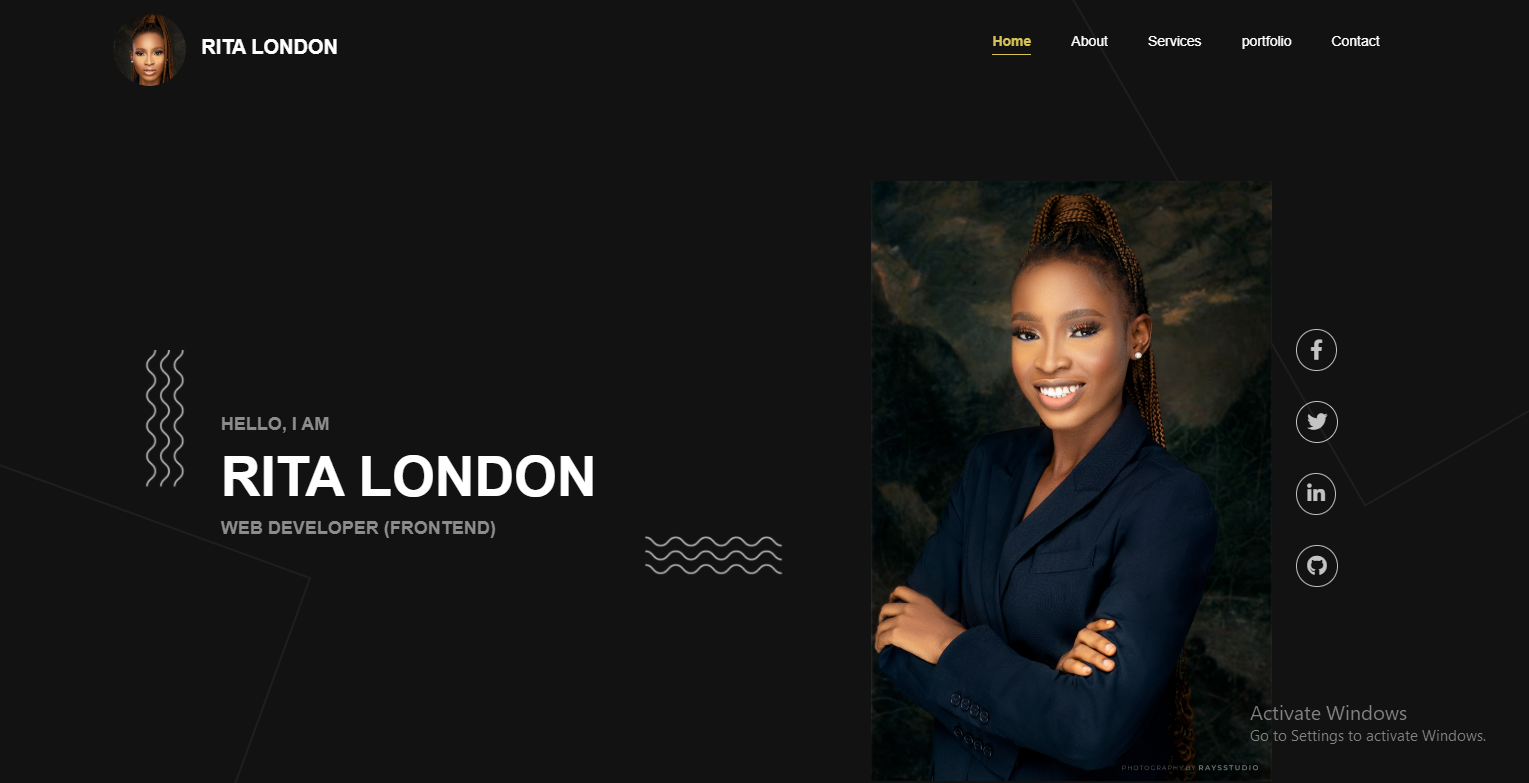 RITA LONDON
Home About Services portfolio Contact
HELLO, I AM
RITA LONDON
WEB DEVELOPER (FRONTEND)
Activate Windows
Go to Settings to activate Windows.
PHOTOGRAPHY BY RAYSSTUDIO